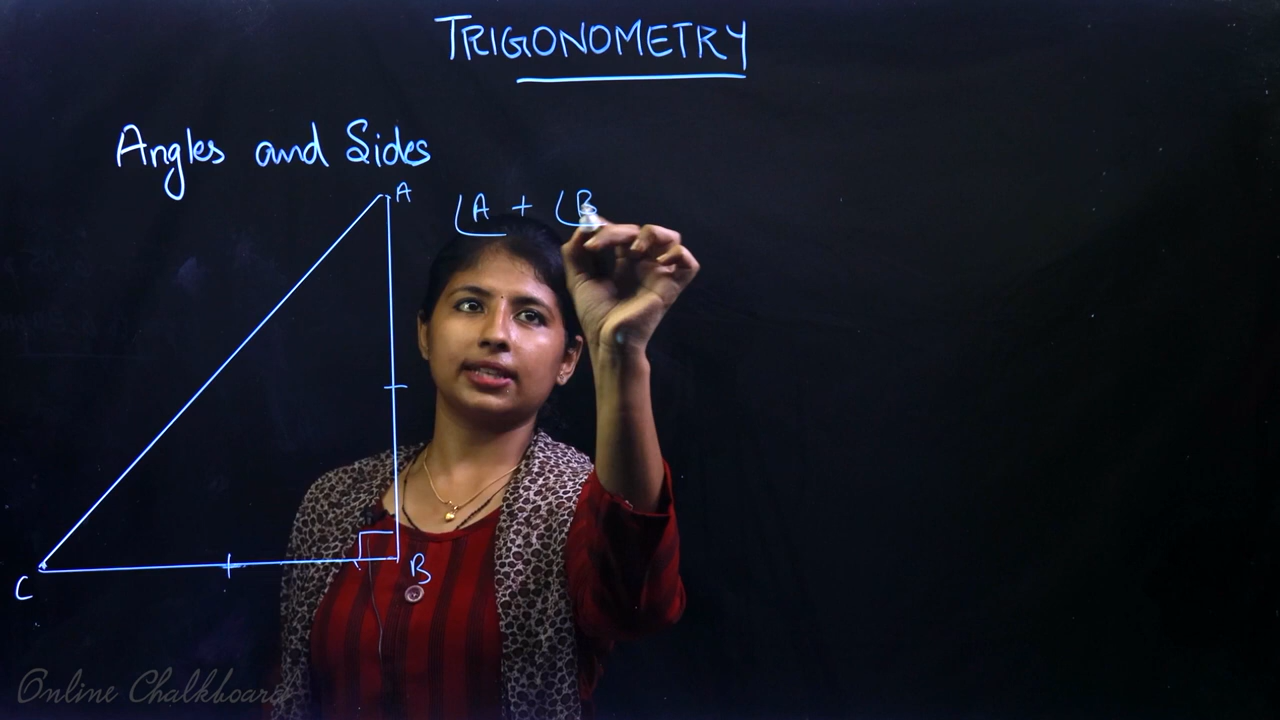 TRIGONOMETRY
Angles and Sides
A
∠A + ∠B
B
C
Online Chalkboard